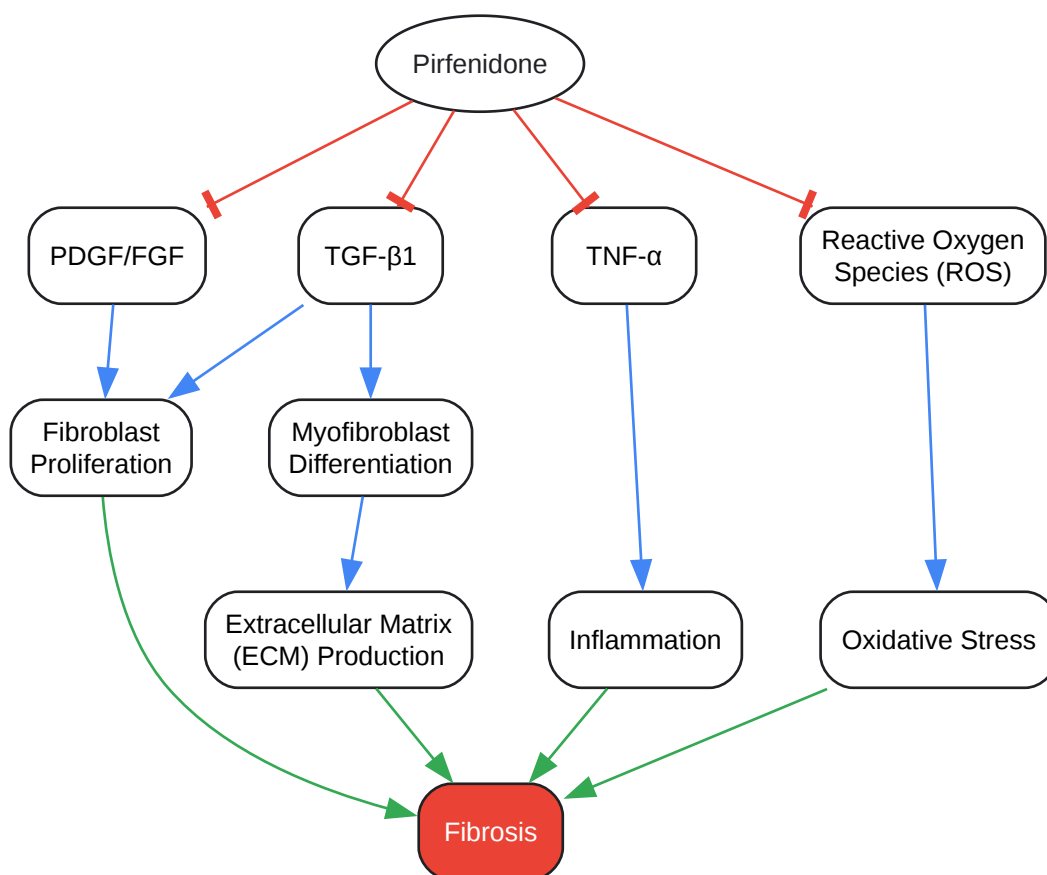 Pirfenidone
PDGF/FGF
TGF-β1
TNF-α
Reactive Oxygen
Species (ROS)
Fibroblast
Proliferation
Myofibroblast
Differentiation
Extracellular Matrix
(ECM) Production
Inflammation
Oxidative Stress
Fibrosis